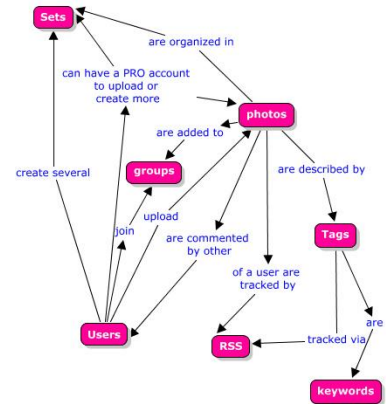 Sets
are organized in
can have a PRO account
to upload or
create more
photos
are added to
create several
groups
are described by
upload
join
are commented
by other
Tags
of a user are
tracked by
Users
RSS
tracked via
are
keywords